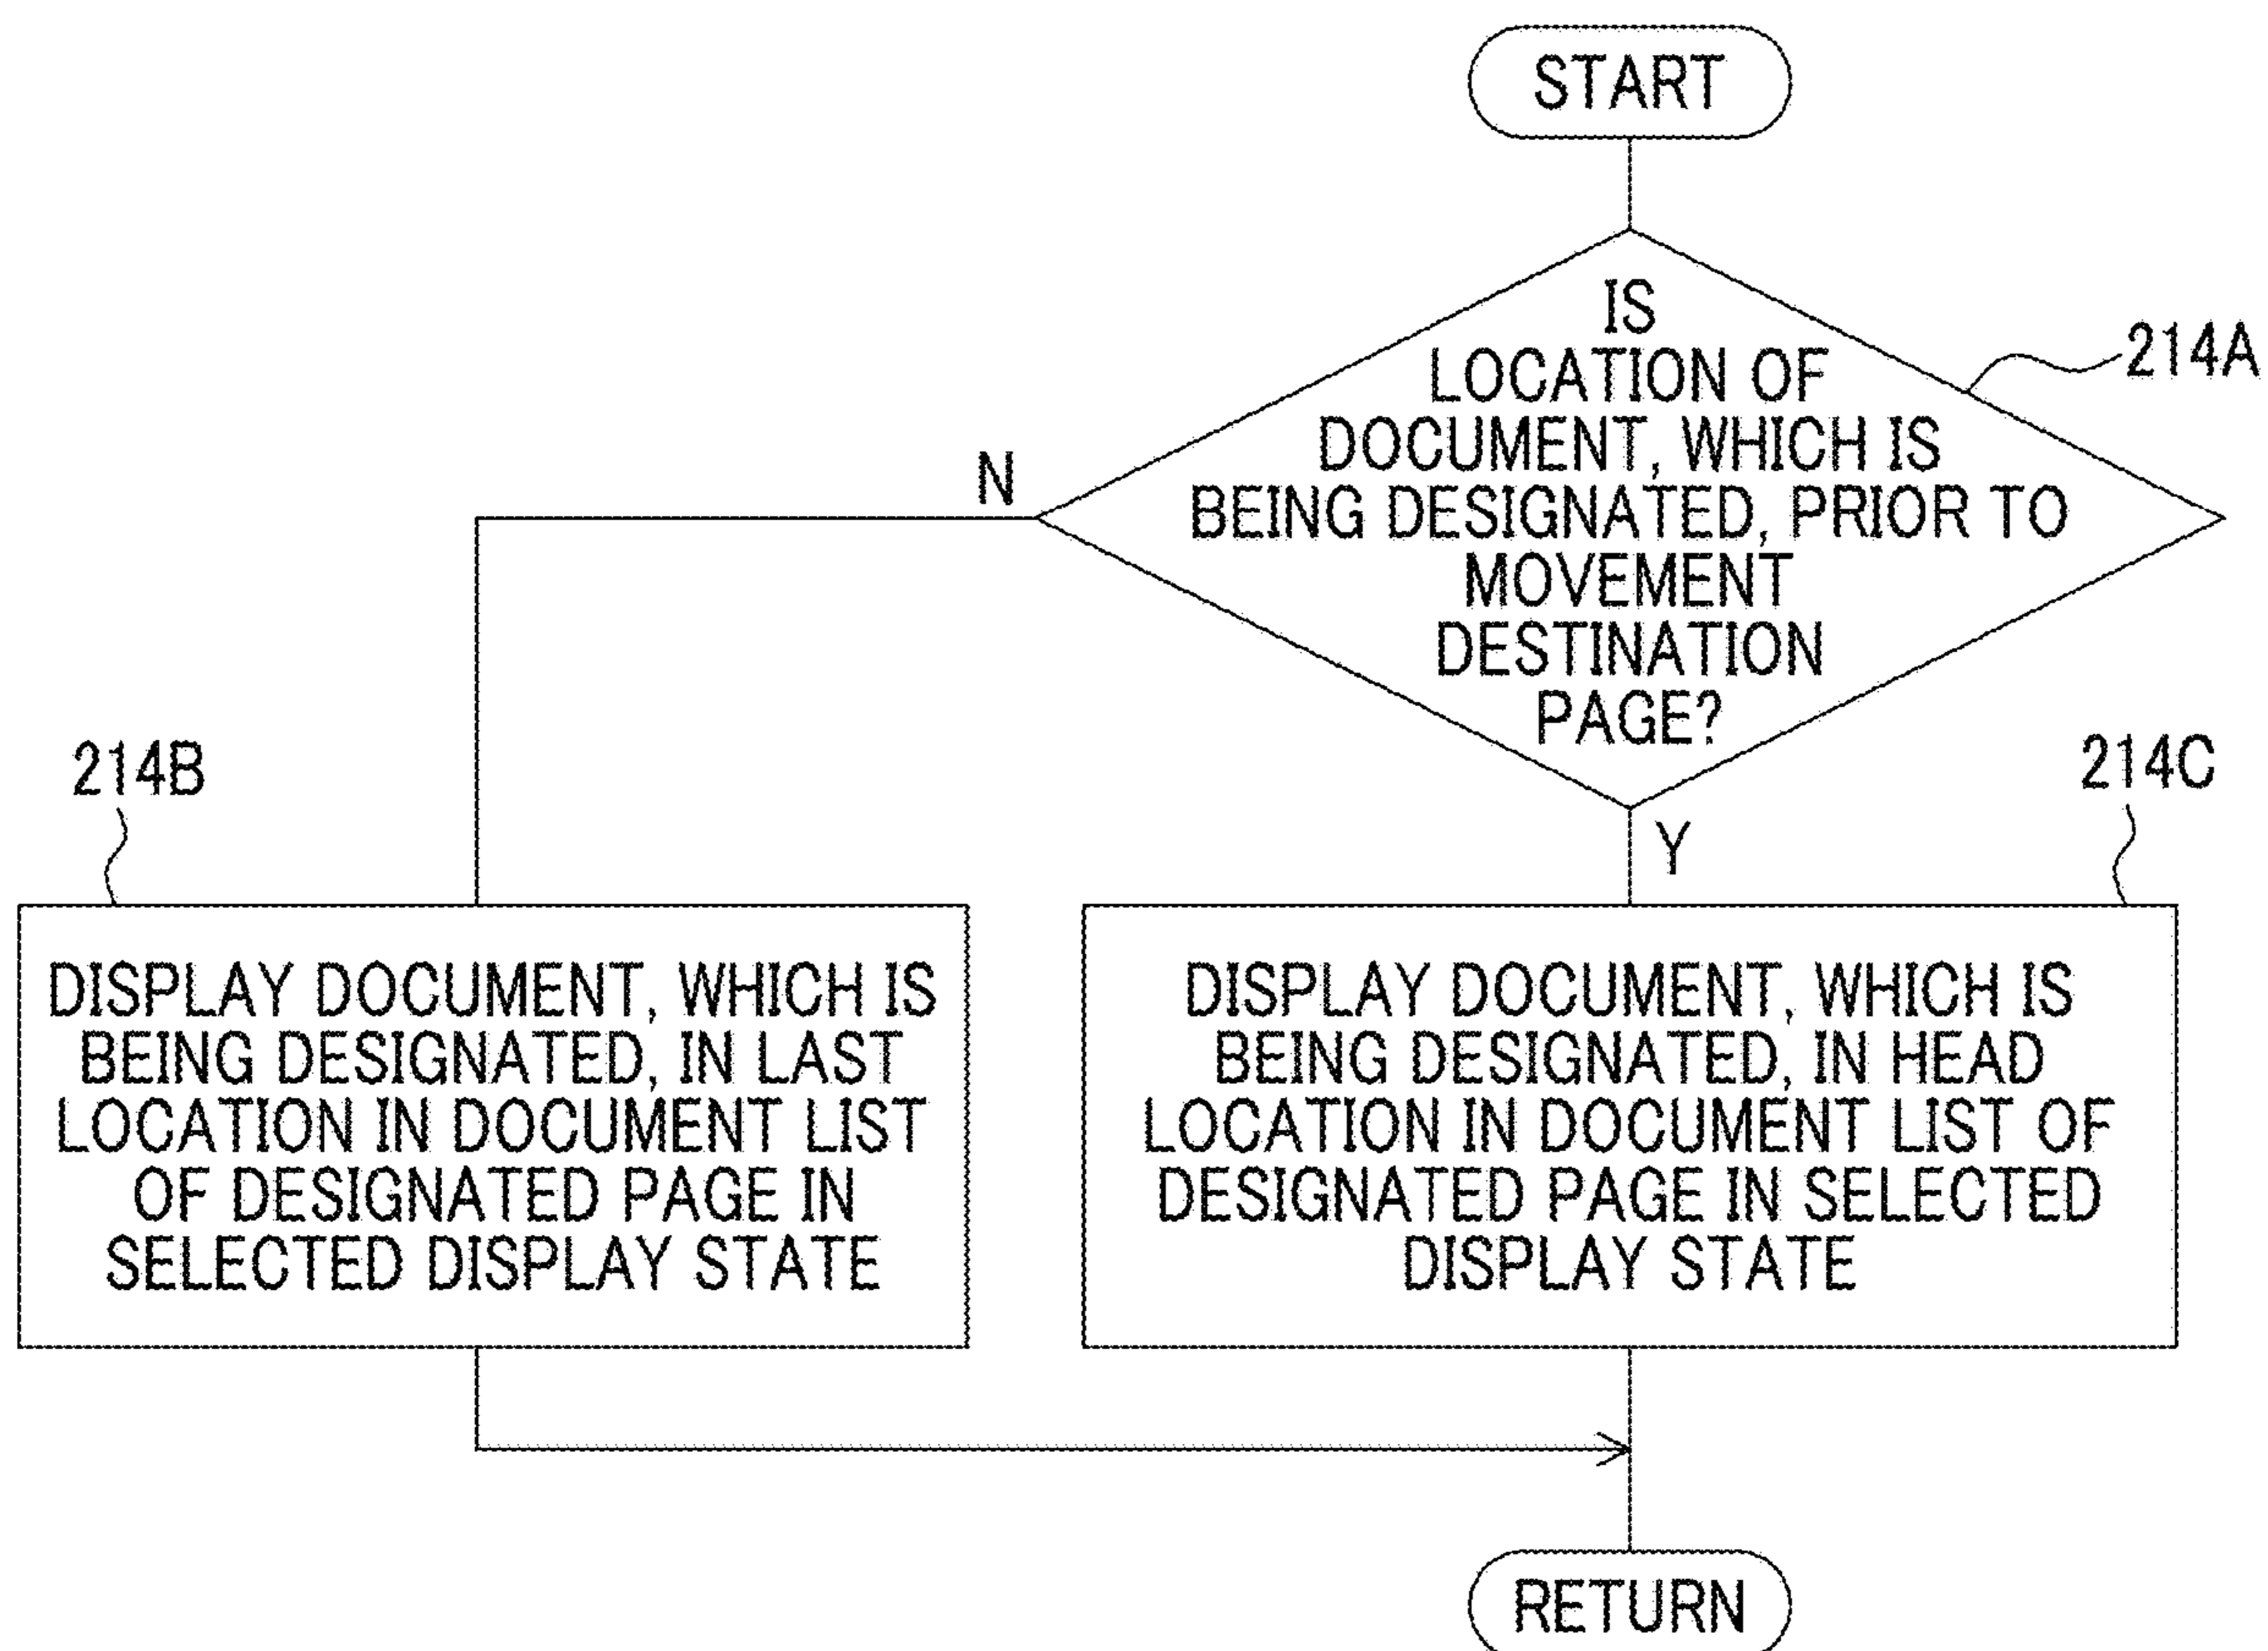 START
IS
LOCATION OF
DOCUMENT, WHICH IS
BEING DESIGNATED, PRIOR TO
MOVEMENT
DESTINATION
PAGE?
214A
N
Y
214B
DISPLAY DOCUMENT, WHICH IS
BEING DESIGNATED, IN LAST
LOCATION IN DOCUMENT LIST
OF DESIGNATED PAGE IN
SELECTED DISPLAY STATE
214C
DISPLAY DOCUMENT, WHICH IS
BEING DESIGNATED, IN HEAD
LOCATION IN DOCUMENT LIST OF
DESIGNATED PAGE IN SELECTED
DISPLAY STATE
RETURN